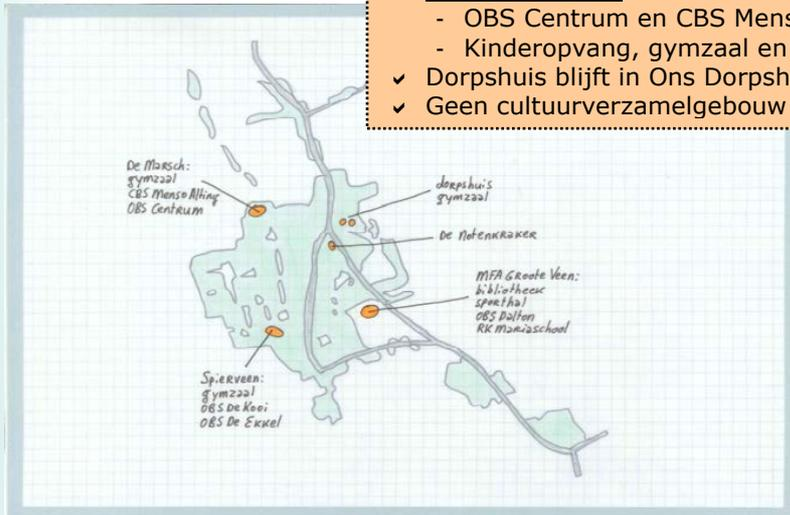 - OBS Centrum en CBS Mens
- Kinderopvang, gymzaal en
✓ Dorpshuis blijft in Ons Dorpsh
✓ Geen cultuurverzamelgebouw
De Marsch:
gymzaal
CBS Menso Alting
OBS Centrum
dorpshuis
gymzaal
De Notenkraker
MFA Groote Veen:
bibliotheek
sporthal
OBS Dalton
RK Mariaschool
Spierveen:
gymzaal
OBS De Kooi
OBS De Ekkel